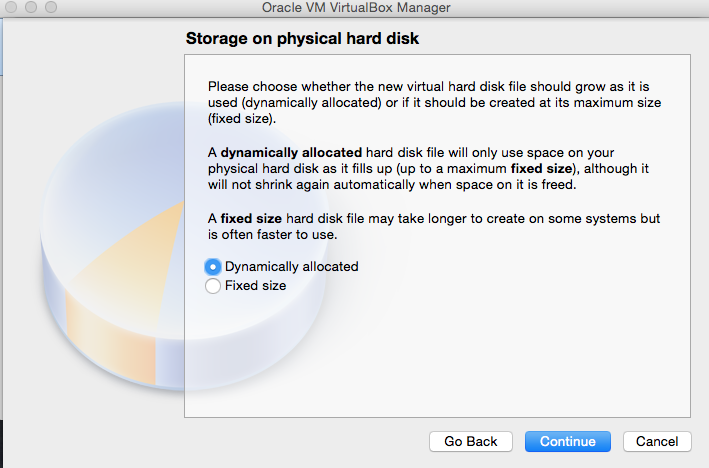 Oracle VM VirtualBox Manager
Storage on physical hard disk
Please choose whether the new virtual hard disk file should grow as it is
used (dynamically allocated) or if it should be created at its maximum size
(fixed size).
A dynamically allocated hard disk file will only use space on your
physical hard disk as it fills up (up to a maximum fixed size), although it
will not shrink again automatically when space on it is freed.
A fixed size hard disk file may take longer to create on some systems but
is often faster to use.
Dynamically allocated
Fixed size
Go Back
Continue
Cancel